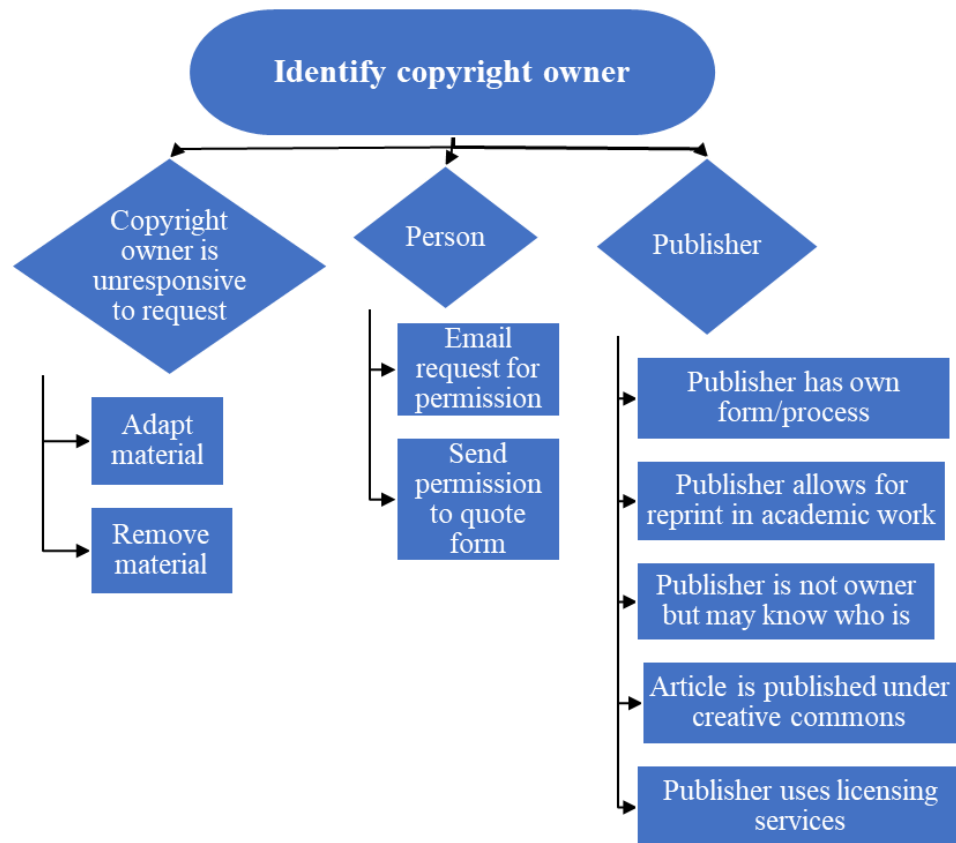 Identify copyright owner
Copyright
owner is
unresponsive
to request
Adapt
material
Remove
material
Person
Email
request for
permission
Send
permission
to quote
form
Publisher
Publisher has own
form/process
Publisher allows for
reprint in academic work
Publisher is not owner
but may know who is
Article is published under
creative commons
Publisher uses licensing
services